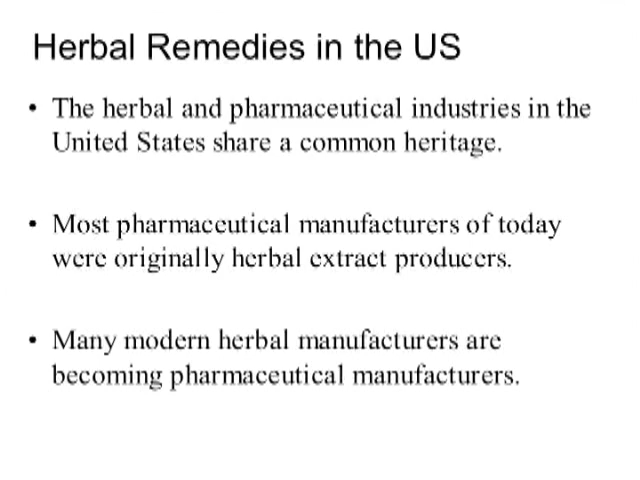 Herbal Remedies in the US
• The herbal and pharmaceutical industries in the
United States share a common heritage.
• Most pharmaceutical manufacturers of today
were originally herbal extract producers.
• Many modern herbal manufacturers are
becoming pharmaceutical manufacturers.